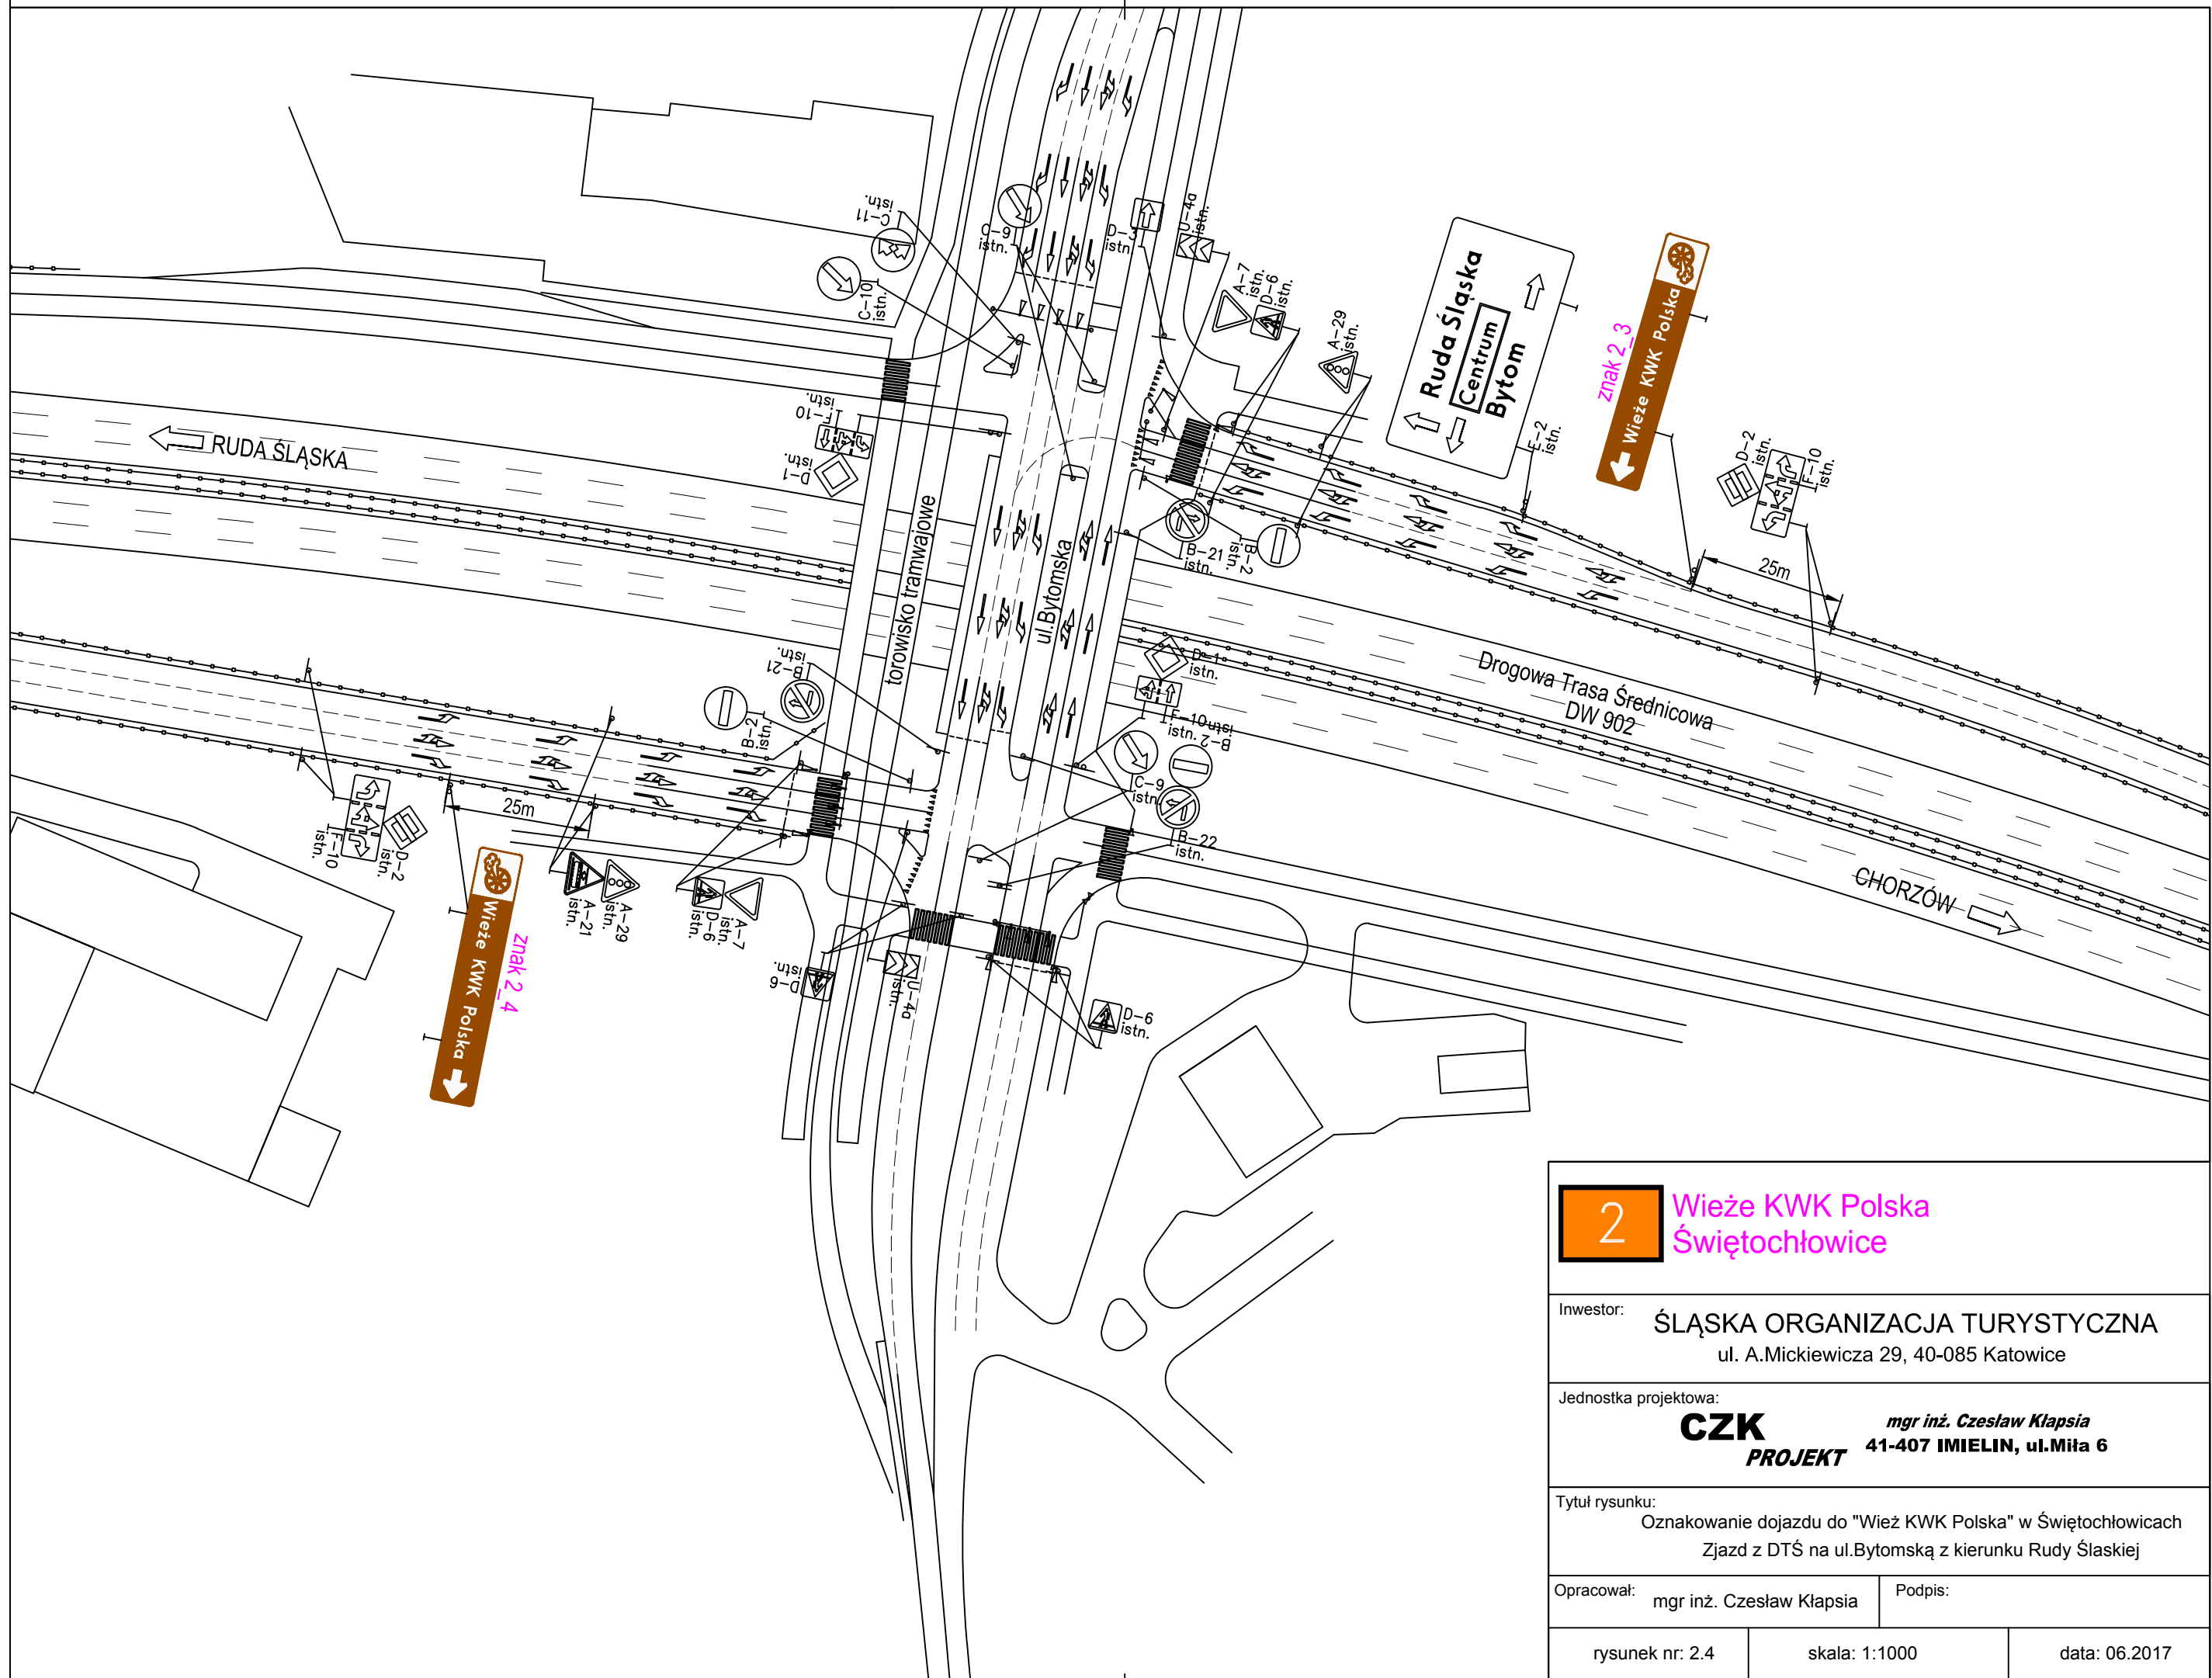 C-11
istn.
C-10
istn.
C-9
istn.
D-3
istn.
U-4a
istn.
A-7
istn.
D-6
istn.
A-29
istn.
Ruda Śląska
Centrum
Bytom
E-2
istn.
znak 2_3
Wieże KWK Polska
D-2
istn.
F-10
istn.
25m
F-10
istn.
D-1
istn.
RUDA ŚLĄSKA
torowisko tramwajowe
ul.Bytomska
B-21
istn.
B-2
istn.
Drogowa Trasa Średnicowa
DW 902
CHORZÓW
D-1
istn.
F-10
istn.
B-2
istn.
C-9
istn.
B-22
istn.
B-21
istn.
B-2
istn.
25m
F-10
istn.
D-2
istn.
Wieże KWK Polska
znak 2_4
A-21
istn.
A-29
istn.
D-6
istn.
A-7
istn.
D-6
istn.
U-4a
istn.
D-6
istn.
2
Wieże KWK Polska
Świętochłowice
Inwestor:
ŚLĄSKA ORGANIZACJA TURYSTYCZNA
ul. A.Mickiewicza 29, 40-085 Katowice
Jednostka projektowa:
CZK
PROJEKT
mgr inż. Czesław Kłapsia
41-407 IMIELIN, ul.Miła 6
Tytuł rysunku:
Oznakowanie dojazdu do "Wież KWK Polska" w Świętochłowicach
Zjazd z DTŚ na ul.Bytomską z kierunku Rudy Ślaskiej
Opracował: mgr inż. Czesław Kłapsia
Podpis:
rysunek nr: 2.4
skala: 1:1000
data: 06.2017